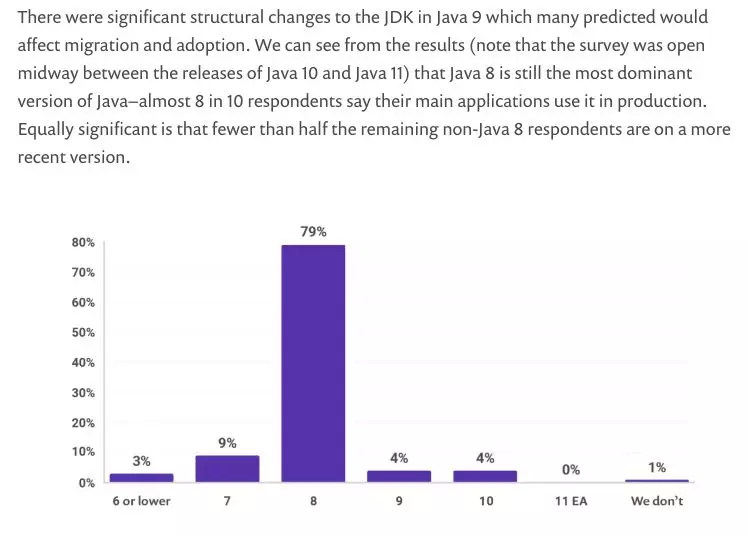 There were significant structural changes to the JDK in Java 9 which many predicted would
affect migration and adoption. We can see from the results (note that the survey was open
midway between the releases of Java 10 and Java 11) that Java 8 is still the most dominant
version of Java–almost 8 in 10 respondents say their main applications use it in production.
Equally significant is that fewer than half the remaining non-Java 8 respondents are on a more
recent version.
79%
80%
70%
60%
50%
40%
30%
20%
10%
0%
3%
9%
4%
4%
0%
1%
6 or lower
7
8
9
10
11 EA
We don't